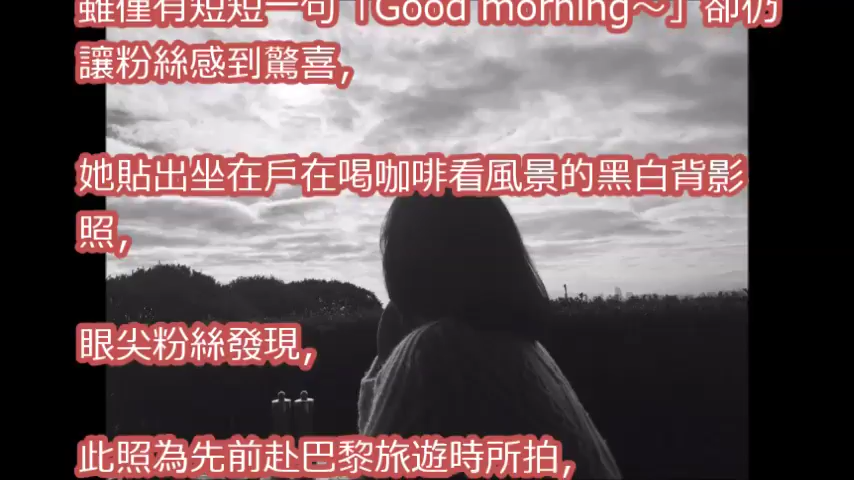 雖僅有短短一句「Good morning～」卻仍
讓粉絲感到驚喜，
她貼出坐在戶在喝咖啡看風景的黑白背影
照，
眼尖粉絲發現，
此照為先前赴巴黎旅遊時所拍，